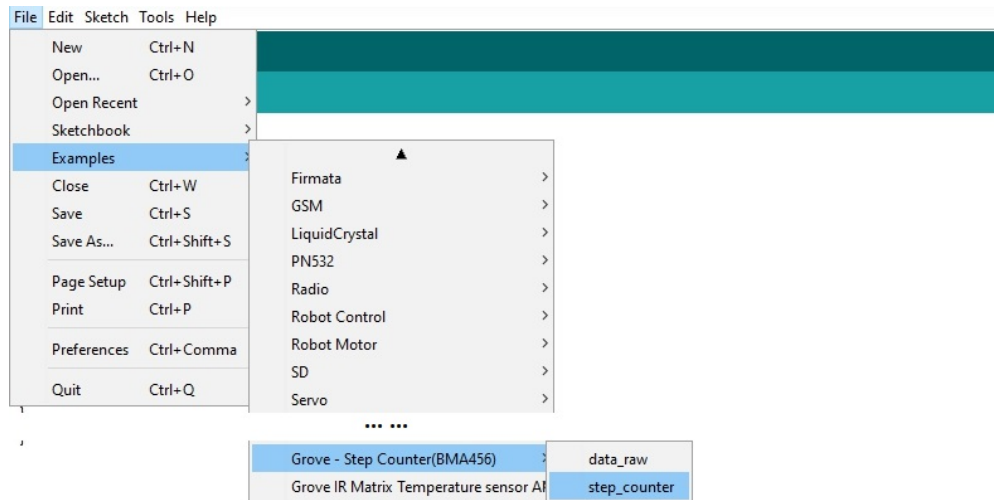 File Edit Sketch Tools Help
New Ctrl+N
Open... Ctrl+O
Open Recent
Sketchbook
Examples
Close Ctrl+W
Save Ctrl+S
Save As... Ctrl+Shift+S
Page Setup Ctrl+Shift+P
Print Ctrl+P
Preferences Ctrl+Comma
Quit Ctrl+Q
Firmata
GSM
LiquidCrystal
PN532
Radio
Robot Control
Robot Motor
SD
Servo
... ...
Grove - Step Counter(BMA456)
Grove IR Matrix Temperature sensor
data_raw
step_counter